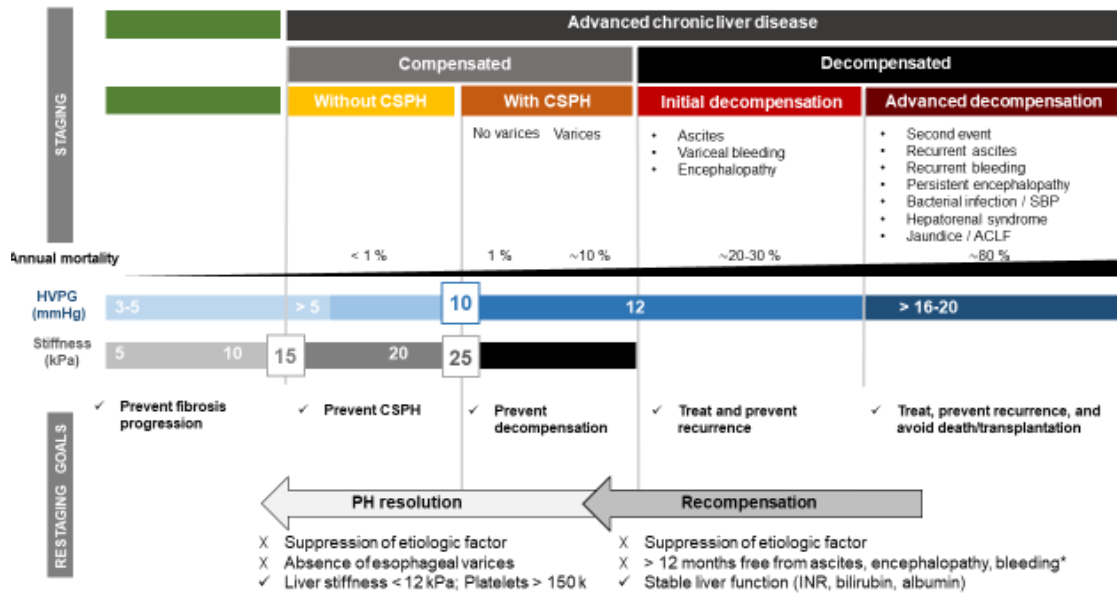 STAGING
Advanced chronic liver disease
Compensated
Decompensated
Without CSPH
With CSPH
Initial decompensation
Advanced decompensation
No varices Varices
• Ascites
• Variceal bleeding
• Encephalopathy
• Second event
• Recurrent ascites
• Recurrent bleeding
• Persistent encephalopathy
• Bacterial infection / SBP
• Hepatorenal syndrome
• Jaundice / ACLF
Annual mortality
< 1 %
1 %
~10 %
~20-30 %
~80 %
HVPG
(mmHg)
3-5
> 5
10
12
> 16-20
Stiffness
(kPa)
5
10
15
20
25
RESTAGING GOALS
✓ Prevent fibrosis
progression
✓ Prevent CSPH
✓ Prevent
decompensation
✓ Treat and prevent
recurrence
✓ Treat, prevent recurrence, and
avoid death/transplantation
PH resolution
Recompensation
X Suppression of etiologic factor
X Absence of esophageal varices
✓ Liver stiffness < 12 kPa; Platelets > 150 k
X Suppression of etiologic factor
X > 12 months free from ascites, encephalopathy, bleeding*
✓ Stable liver function (INR, bilirubin, albumin)